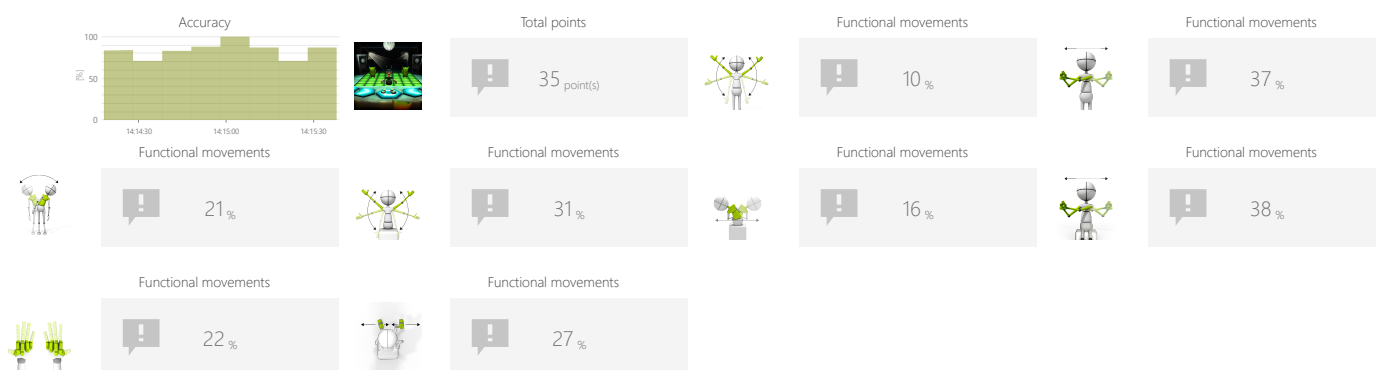 Accuracy
Total points
Functional movements
Functional movements
100
50
0
[%]
14:14:30
14:15:00
14:15:30
35 point(s)
10 %
37 %
Functional movements
Functional movements
Functional movements
Functional movements
21 %
31 %
16 %
38 %
Functional movements
Functional movements
22 %
27 %